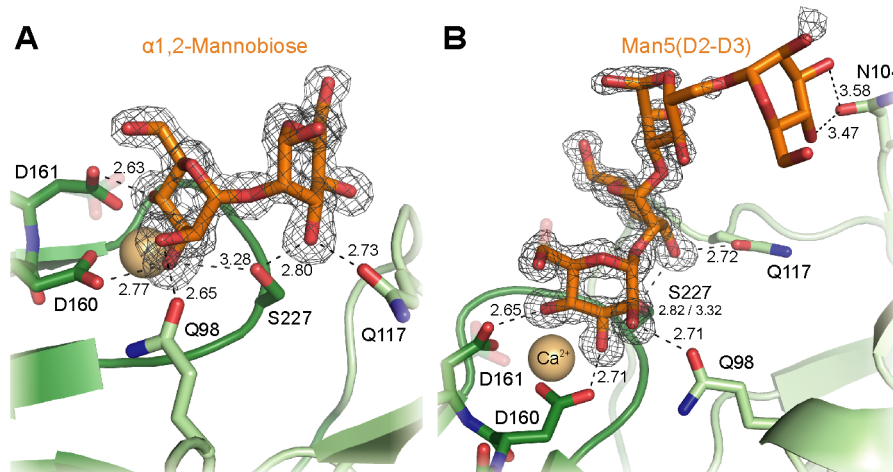 A
α1,2-Mannobiose
D161
2.63
3.28
2.80
2.73
D160
2.77
2.65
S227
Q117
Q98
B
Man5(D2-D3)
N104
3.58
3.47
2.72
Q117
S227
2.65
2.82 / 3.32
2.71
Ca²⁺
Q98
D161
2.71
D160